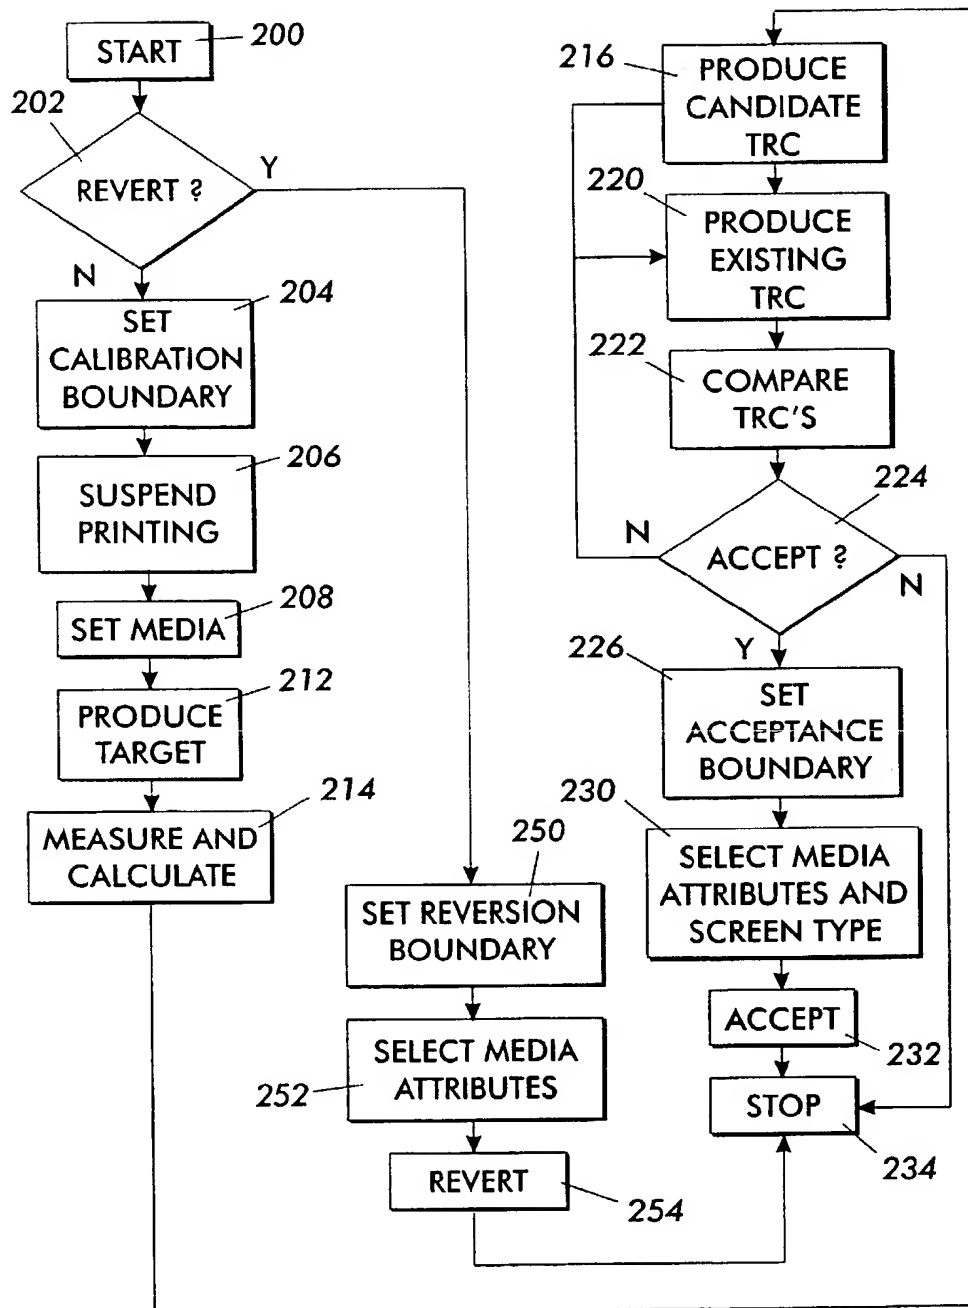 START
200
202
REVERT ?
Y
N
204
SET
CALIBRATION
BOUNDARY
206
SUSPEND
PRINTING
208
SET MEDIA
212
PRODUCE
TARGET
214
MEASURE AND
CALCULATE
250
SET REVERSION
BOUNDARY
SELECT MEDIA
ATTRIBUTES
252
REVERT
254
216
PRODUCE
CANDIDATE
TRC
220
PRODUCE
EXISTING
TRC
222
COMPARE
TRC'S
224
N
ACCEPT ?
N
Y
226
SET
ACCEPTANCE
BOUNDARY
230
SELECT MEDIA
ATTRIBUTES AND
SCREEN TYPE
ACCEPT
232
STOP
234